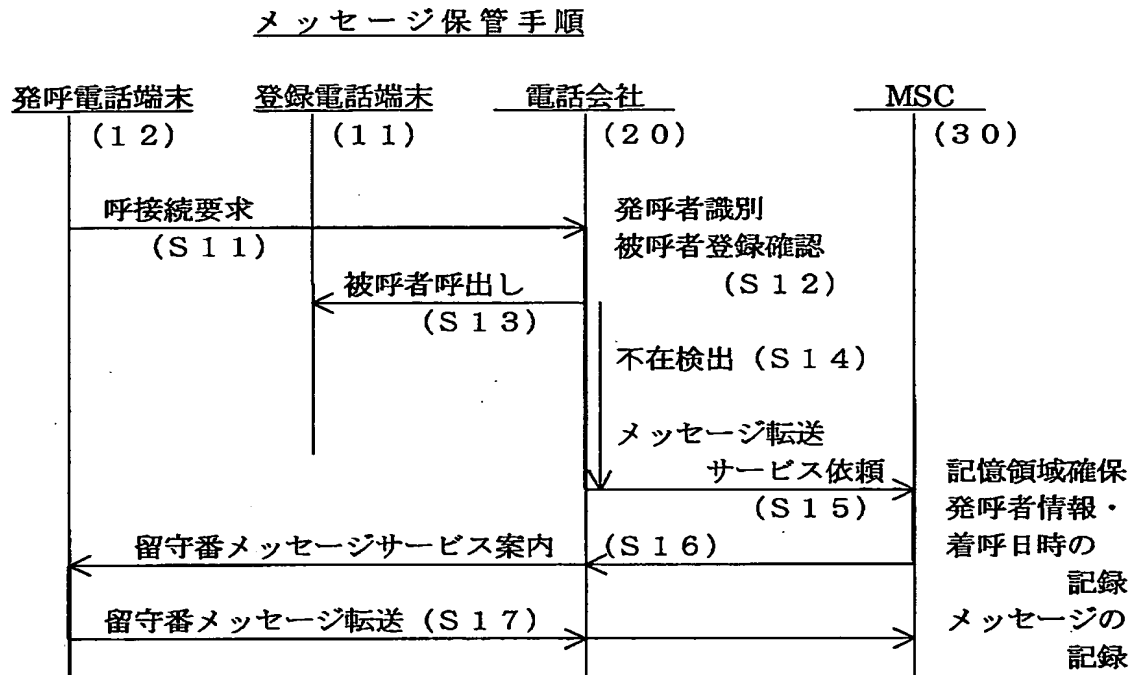 メッセージ保管手順
発呼電話端末 登録電話端末 電話会社 MSC
(12) (11) (20) (30)
呼接続要求
(S11)
発呼者識別
被呼者登録確認
(S12)
被呼者呼出し
(S13)
不在検出 (S14)
メッセージ転送
サービス依頼
(S15)
記憶領域確保
発呼者情報・
着呼日時の
記録
留守番メッセージサービス案内 (S16)
留守番メッセージ転送 (S17)
メッセージの
記録